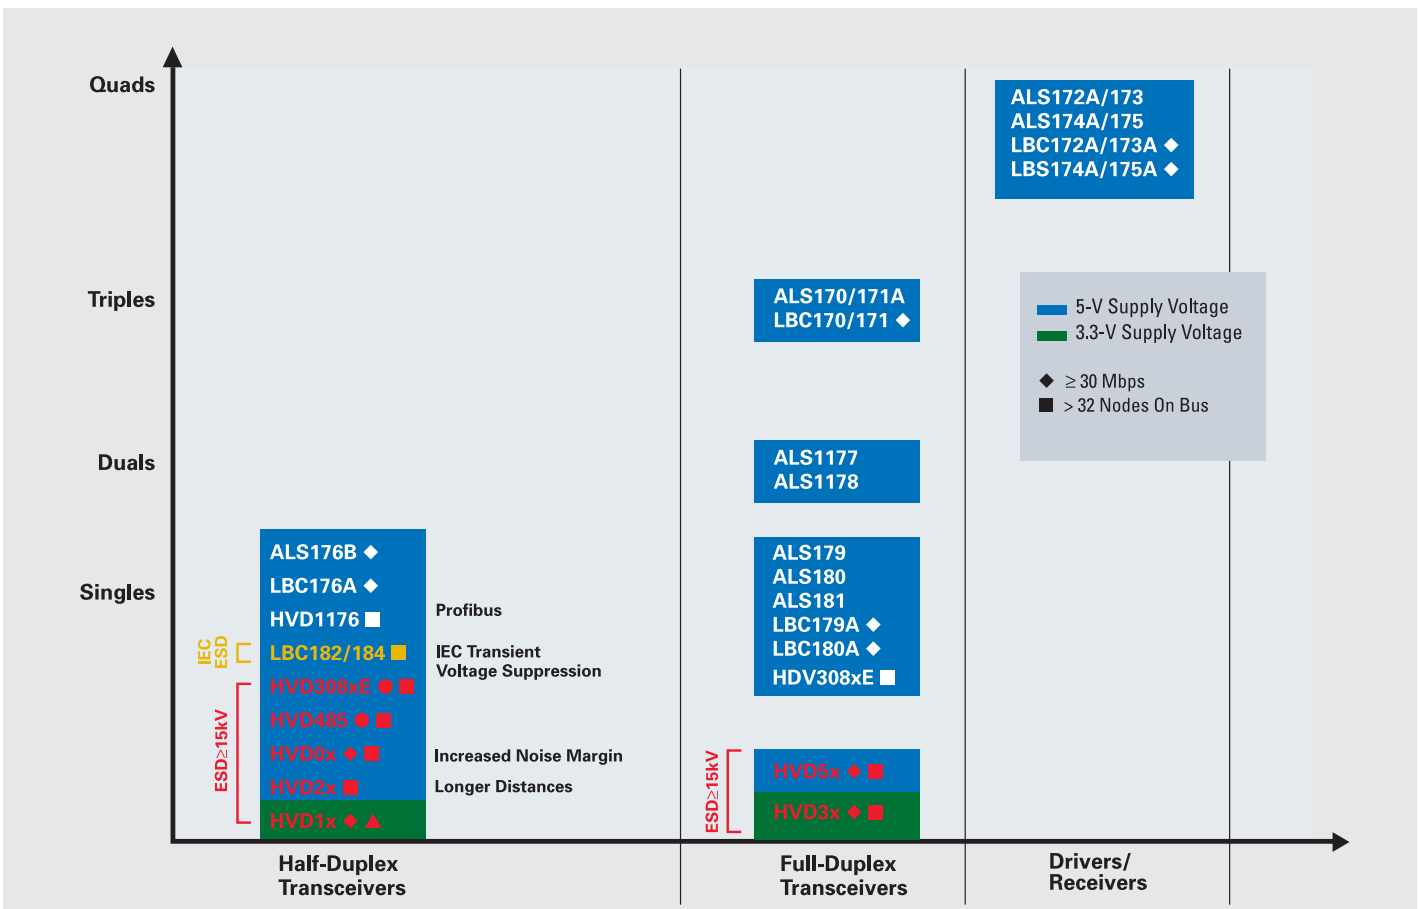 Quads
ALS172A/173
ALS174A/175
LBC172A/173A ◆
LBS174A/175A ◆
Triples
ALS170/171A
LBC170/171 ◆
5-V Supply Voltage
3.3-V Supply Voltage
◆ ≥ 30 Mbps
■ > 32 Nodes On Bus
Duals
ALS1177
ALS1178
Singles
ALS176B ◆
LBC176A ◆
HVD1176 ■
Profibus
IEC
ESD
LBC182/184 ■
IEC Transient
Voltage Suppression
ESD≥15kV
HVD308xE ● ■
HVD485 ● ■
HVD0x ◆ ■
Increased Noise Margin
HVD2x ■
Longer Distances
HVD1x ◆ ▲
ALS179
ALS180
ALS181
LBC179A ◆
LBC180A ◆
HDV308xE ■
ESD≥15kV
HVD5x ◆ ■
HVD3x ◆ ■
Half-Duplex
Transceivers
Full-Duplex
Transceivers
Drivers/
Receivers